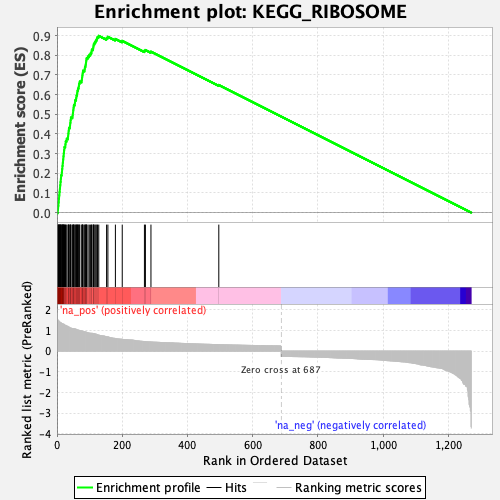 Enrichment plot: KEGG_RIBOSOME
Enrichment score (ES)
0.9
0.8
0.7
0.6
0.5
0.4
0.3
0.2
0.1
0.0
'na_pos' (positively correlated)
Ranked list metric (PreRanked)
2
1
0
-1
-2
-3
-4
Zero cross at 687
'na_neg' (negatively correlated)
0 200 400 600 800 1,000 1,200
Rank in Ordered Dataset
Enrichment profile Hits Ranking metric scores